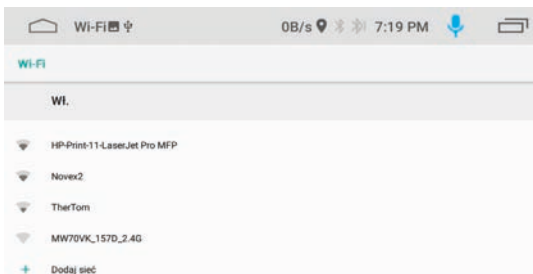 Wi-Fi 0B/s 7:19 PM
Wi-Fi
Wł.
HP-Print-11-LaserJet Pro MFP
Novex2
TherTom
MW70VK_157D_2.4G
Dodaj sieć